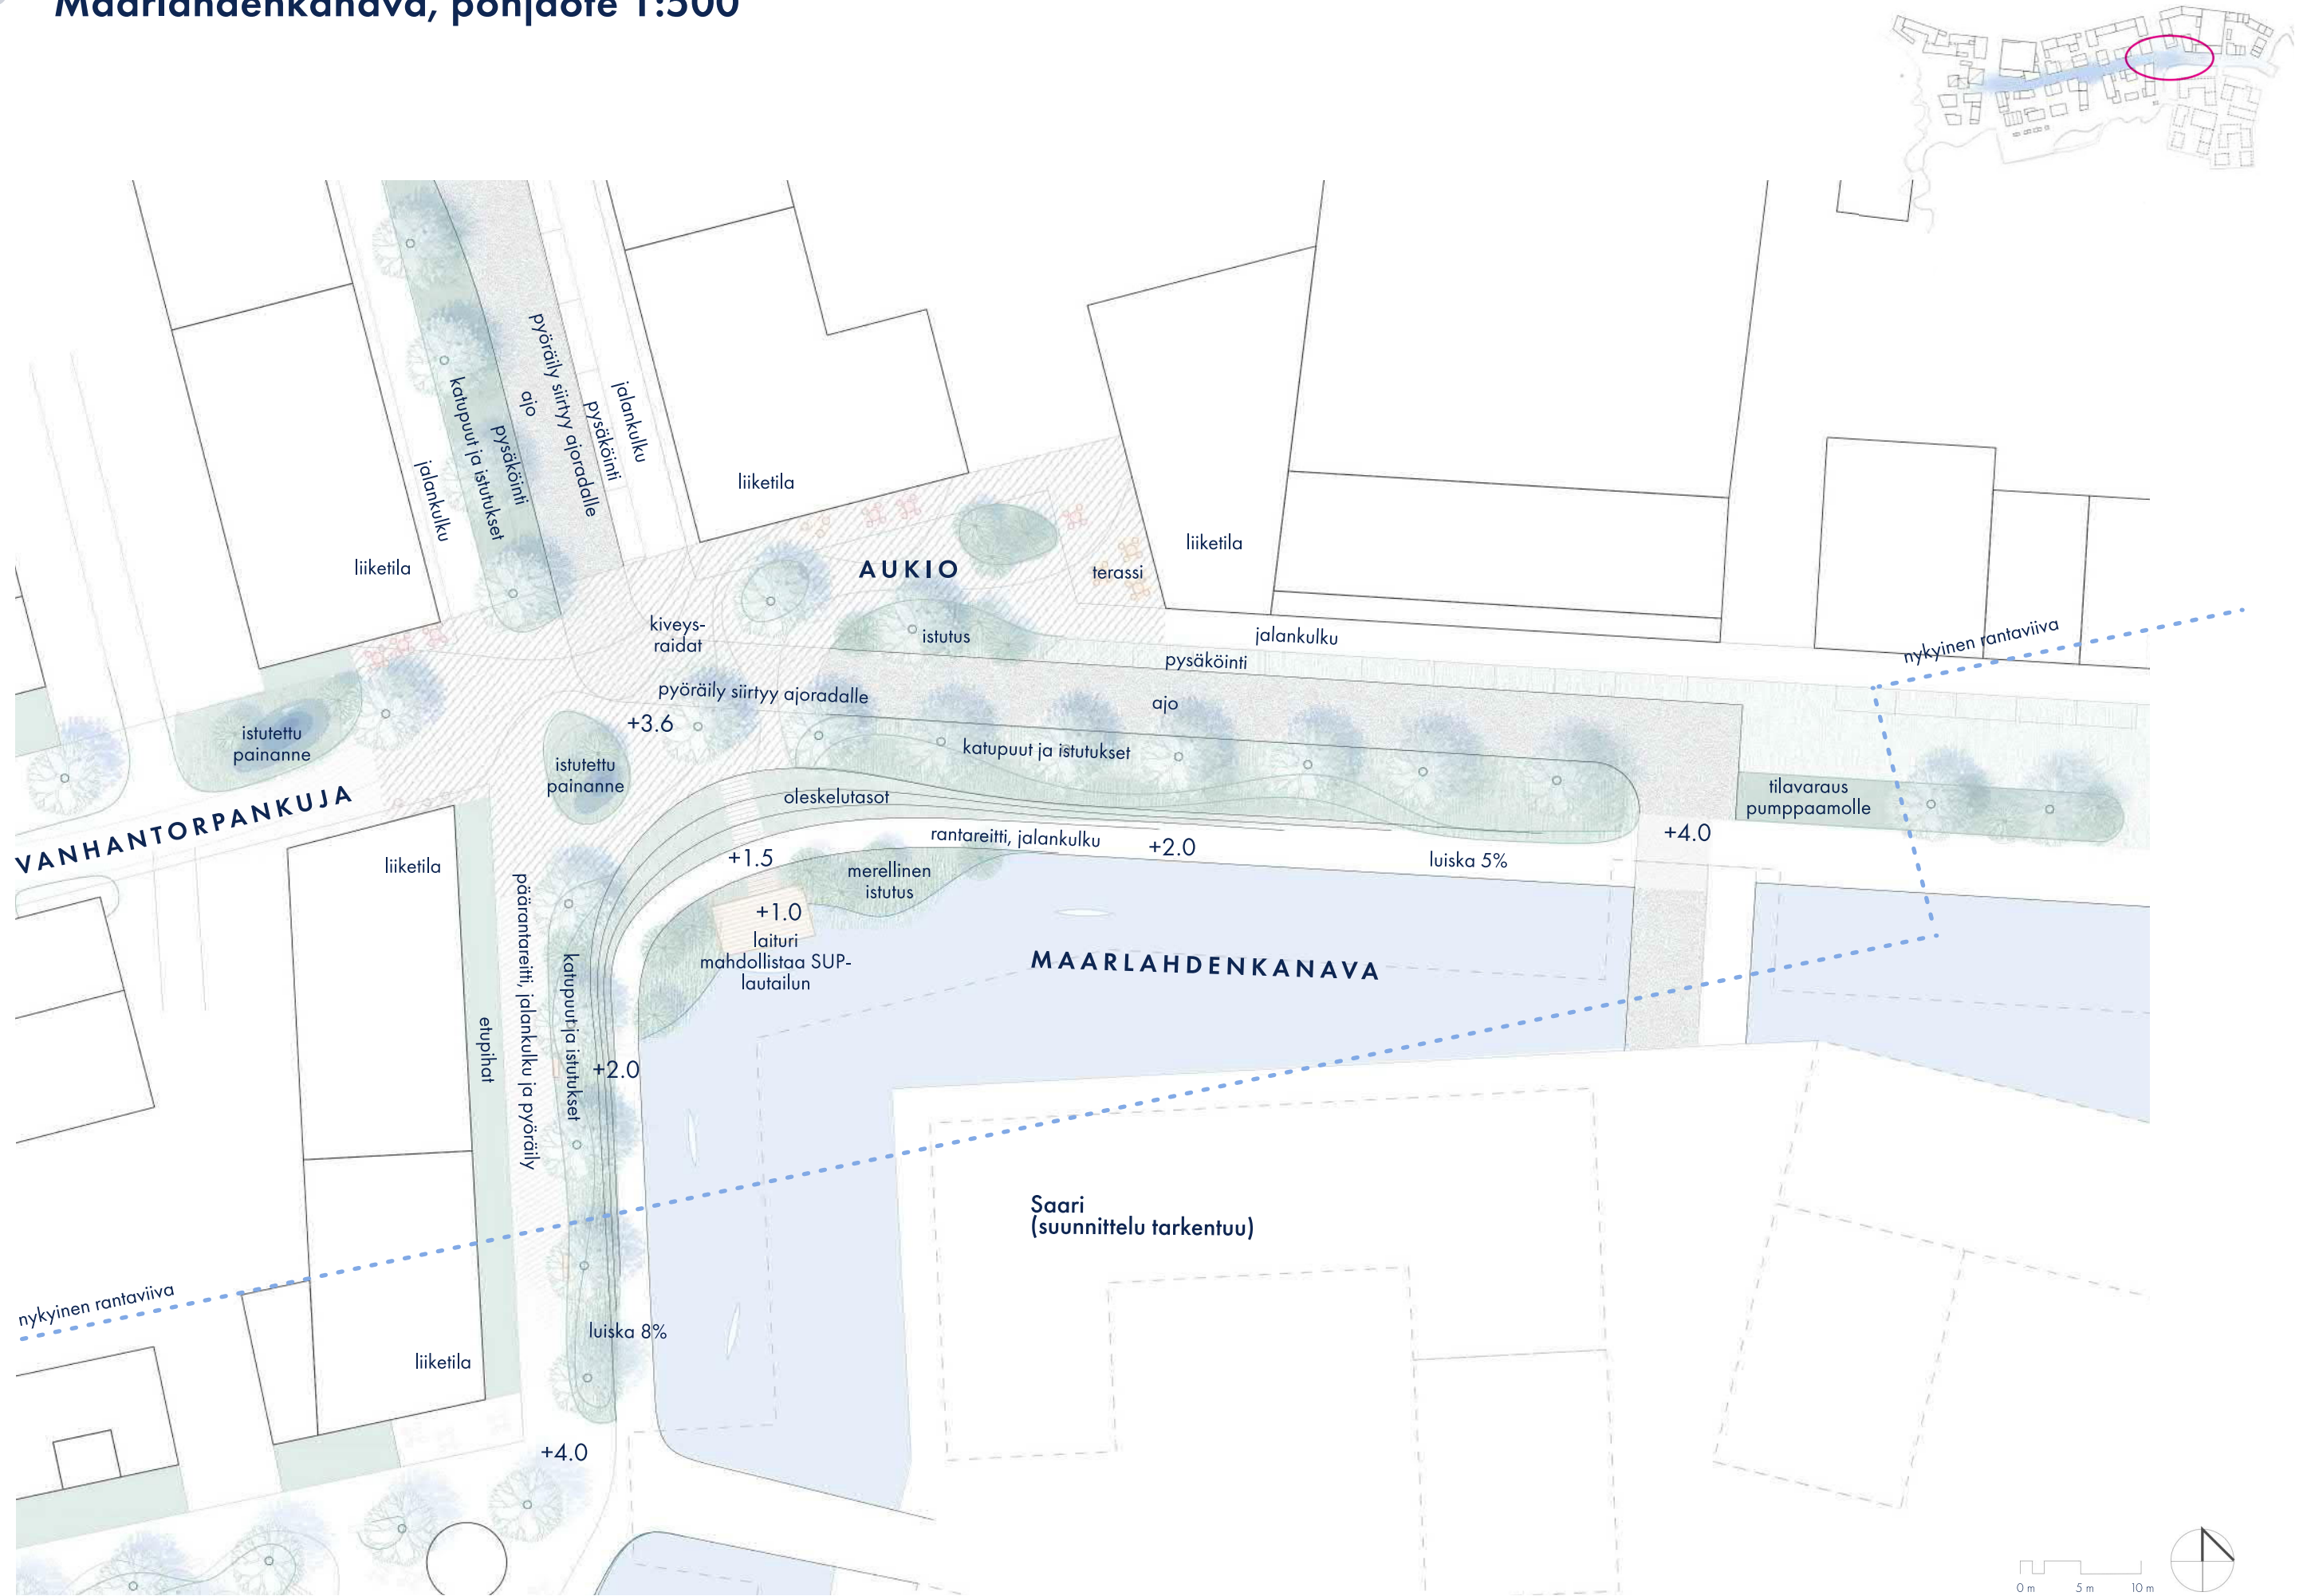 Maarlahdenkanava, pohjaote 1:500
pyöräily siirtyy ajoradalle
ajo
pysäköinti
jalankulku
katupuut ja istutukset
pysäköinti
jalankulku
liiketila
liiketila
liiketila
AUKIO
terassi
kiveys-
raidat
istutus
jalankulku
pysäköinti
nykyinen rantaviiva
pyöräily siirtyy ajoradalle
ajo
+3.6
istutettu
painanne
istutettu
painanne
katupuut ja istutukset
tilavaraus
pumppaamolle
VANHANTORPANKUJA
oleskelutasot
rantareitti, jalankulku
+2.0
+4.0
luiska 5%
+1.5
liiketila
merellinen
istutus
+1.0
laituri
mahdollistaa SUP-
lautailun
MAARLAHDENKANAVA
päärantareitti, jalankulku ja pyöräily
katupuut ja istutukset
etupihat
+2.0
Saari
(suunnittelu tarkentuu)
nykyinen rantaviiva
luiska 8%
liiketila
+4.0
0 m
5 m
10 m